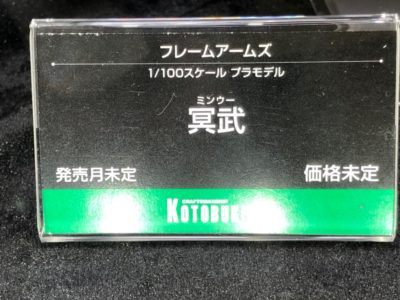 フレームアームズ
1/100スケール プラモデル
ミンウー
冥武
発売月未定 価格未定
CRAFTSMANSHIP